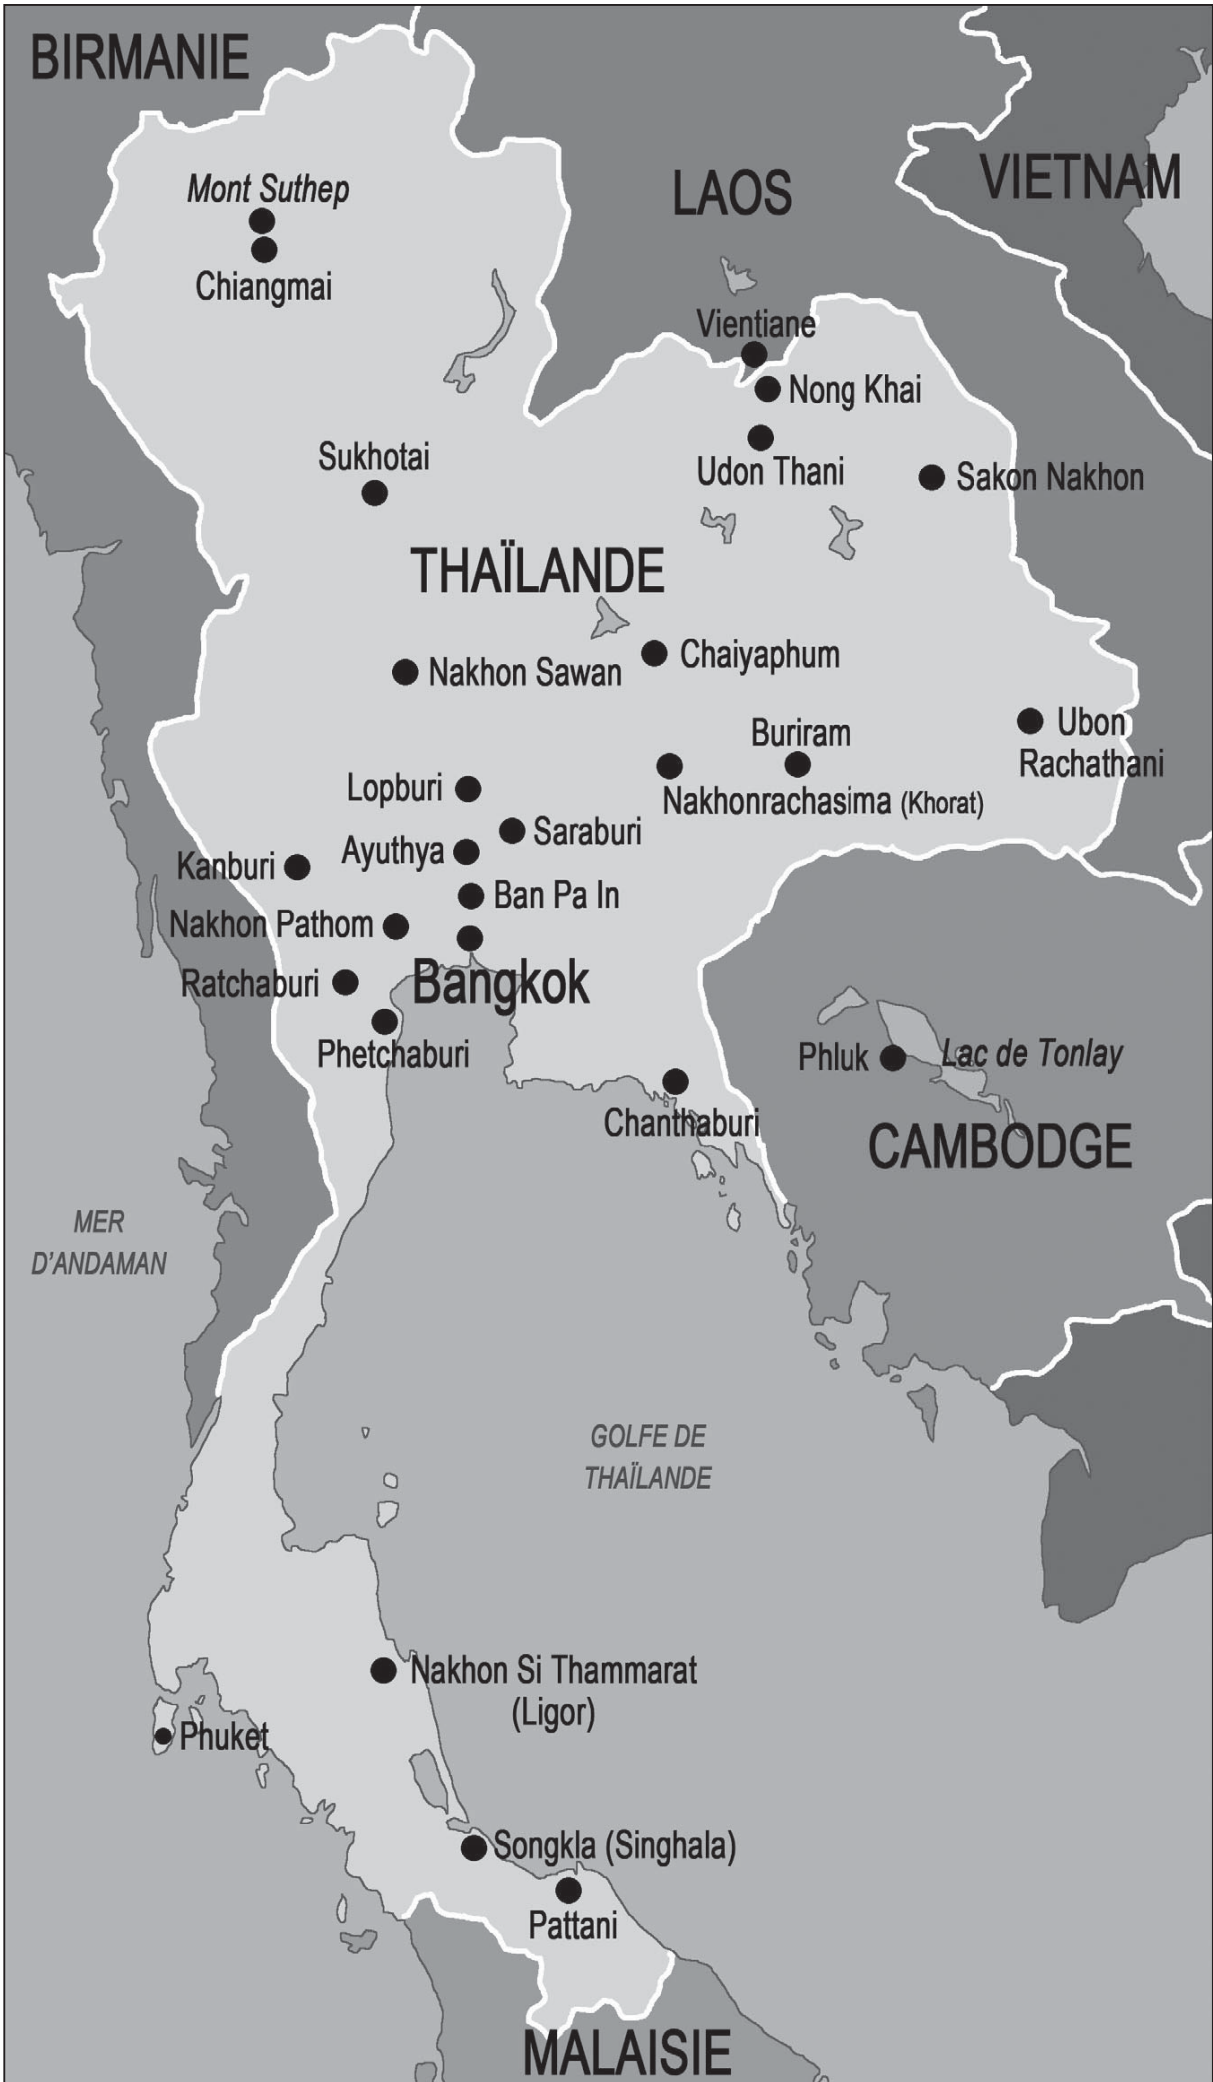 BIRMANIE
LAOS
VIETNAM
Mont Suthep
Chiangmai
Vientiane
Nong Khai
Sukhotai
Udon Thani
Sakon Nakhon
THAÏLANDE
Chaiyaphum
Nakhon Sawan
Ubon
Rachathani
Buriram
Lopburi
Nakhonrachasima (Khorat)
Saraburi
Ayuthya
Kanburi
Ban Pa In
Nakhon Pathom
Ratchaburi
Bangkok
Phetchaburi
Phluk
Lac de Tonlay
Chanthaburi
CAMBODGE
MER
D'ANDAMAN
GOLFE DE
THAÏLANDE
Nakhon Si Thammarat
(Ligor)
Phuket
Songkla (Singhala)
Pattani
MALAISIE